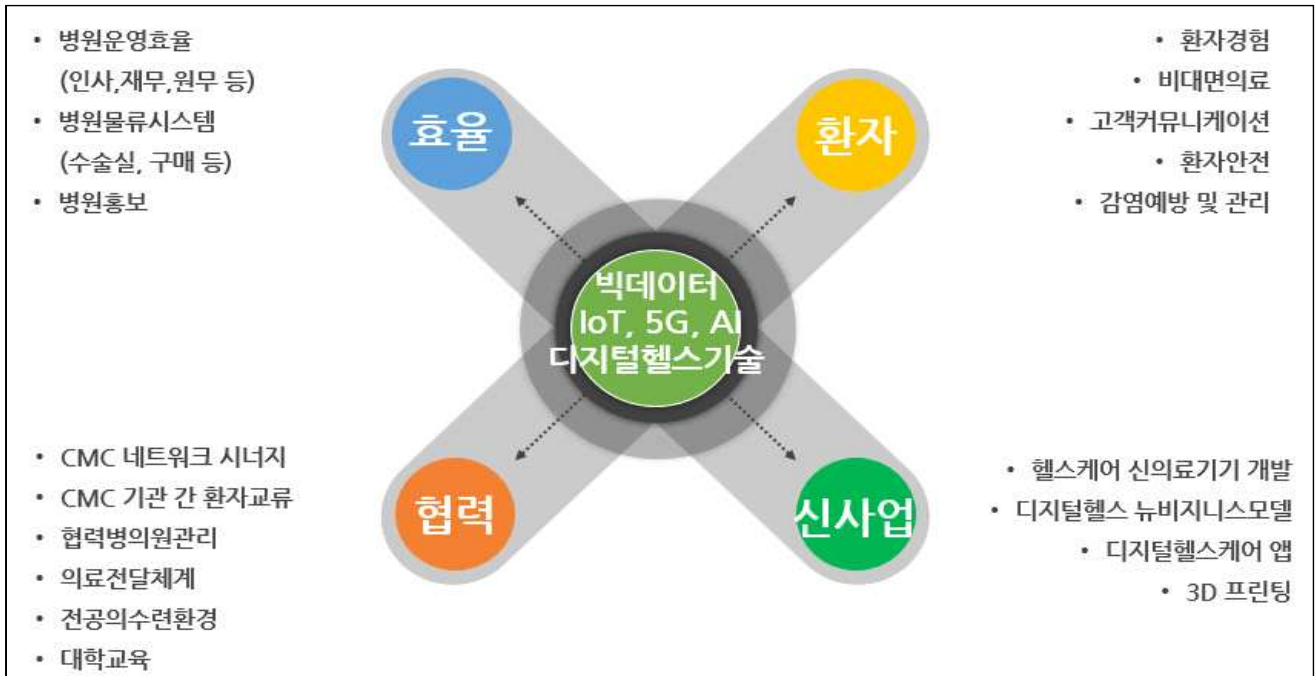 • 병원운영효율
(인사,재무,원무 등)
• 병원물류시스템
(수술실, 구매 등)
• 병원홍보
효율
• 환자경험
• 비대면의료
• 고객커뮤니케이션
• 환자안전
• 감염예방 및 관리
환자
빅데이터
IoT, 5G, AI
디지털헬스기술
• CMC 네트워크 시너지
• CMC 기관 간 환자교류
• 협력병의원관리
• 의료전달체계
• 전공의수련환경
• 대학교육
협력
신사업
• 헬스케어 신의료기기 개발
• 디지털헬스 뉴비지니스모델
• 디지털헬스케어 앱
• 3D 프린팅